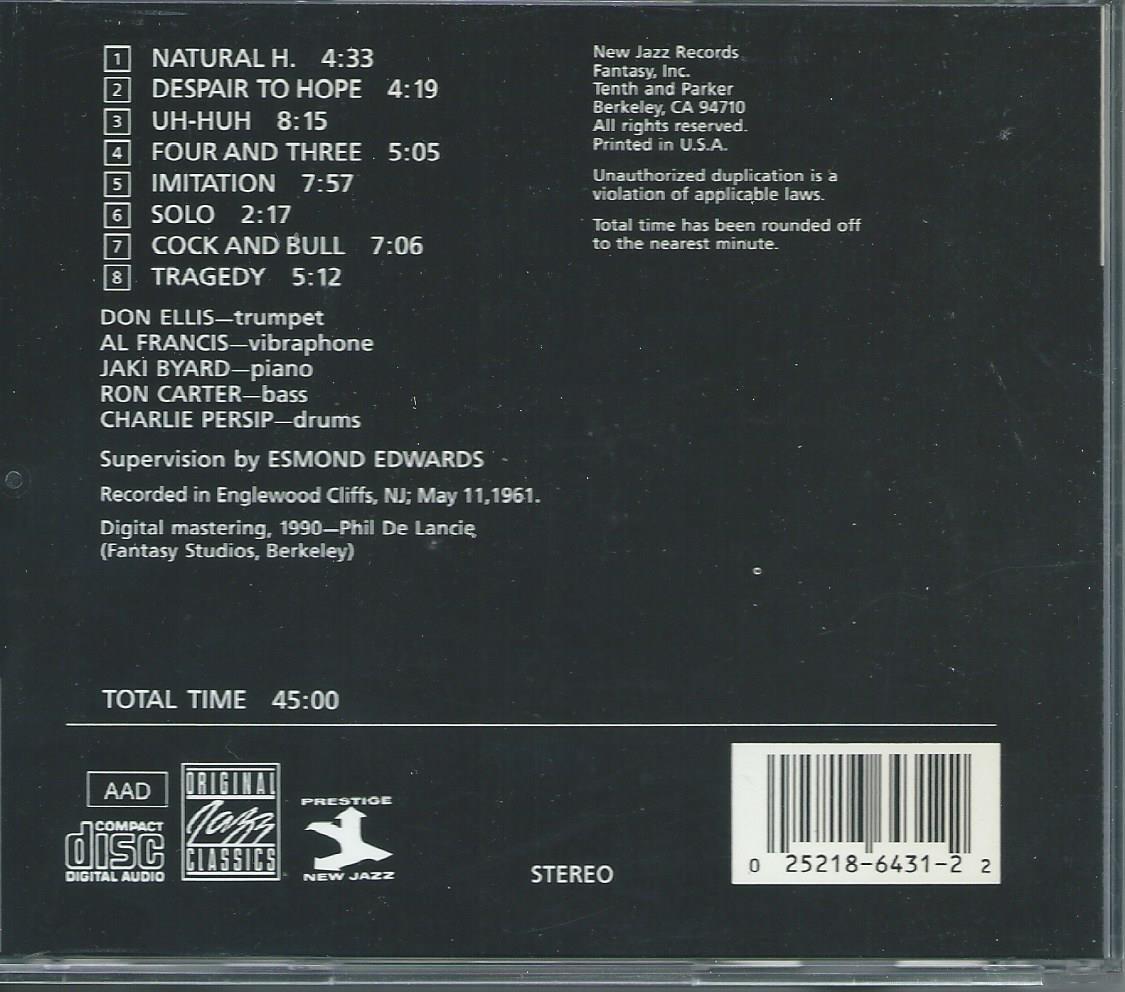 1 NATURAL H. 4:33
2 DESPAIR TO HOPE 4:19
3 UH-HUH 8:15
4 FOUR AND THREE 5:05
5 IMITATION 7:57
6 SOLO 2:17
7 COCK AND BULL 7:06
8 TRAGEDY 5:12
DON ELLIS—trumpet
AL FRANCIS—vibraphone
JAKI BYARD—piano
RON CARTER—bass
CHARLIE PERSIP—drums
Supervision by ESMOND EDWARDS
Recorded in Englewood Cliffs, NJ; May 11,1961.
Digital mastering, 1990—Phil De Lancie
(Fantasy Studios, Berkeley)
New Jazz Records
Fantasy, Inc.
Tenth and Parker
Berkeley, CA 94710
All rights reserved.
Printed in U.S.A.
Unauthorized duplication is a
violation of applicable laws.
Total time has been rounded off
to the nearest minute.
TOTAL TIME 45:00
AAD
COMPACT
disc
DIGITAL AUDIO
ORIGINAL
Jazz
CLASSICS
PRESTIGE
NEW JAZZ
STEREO
0 25218-6431-2 2